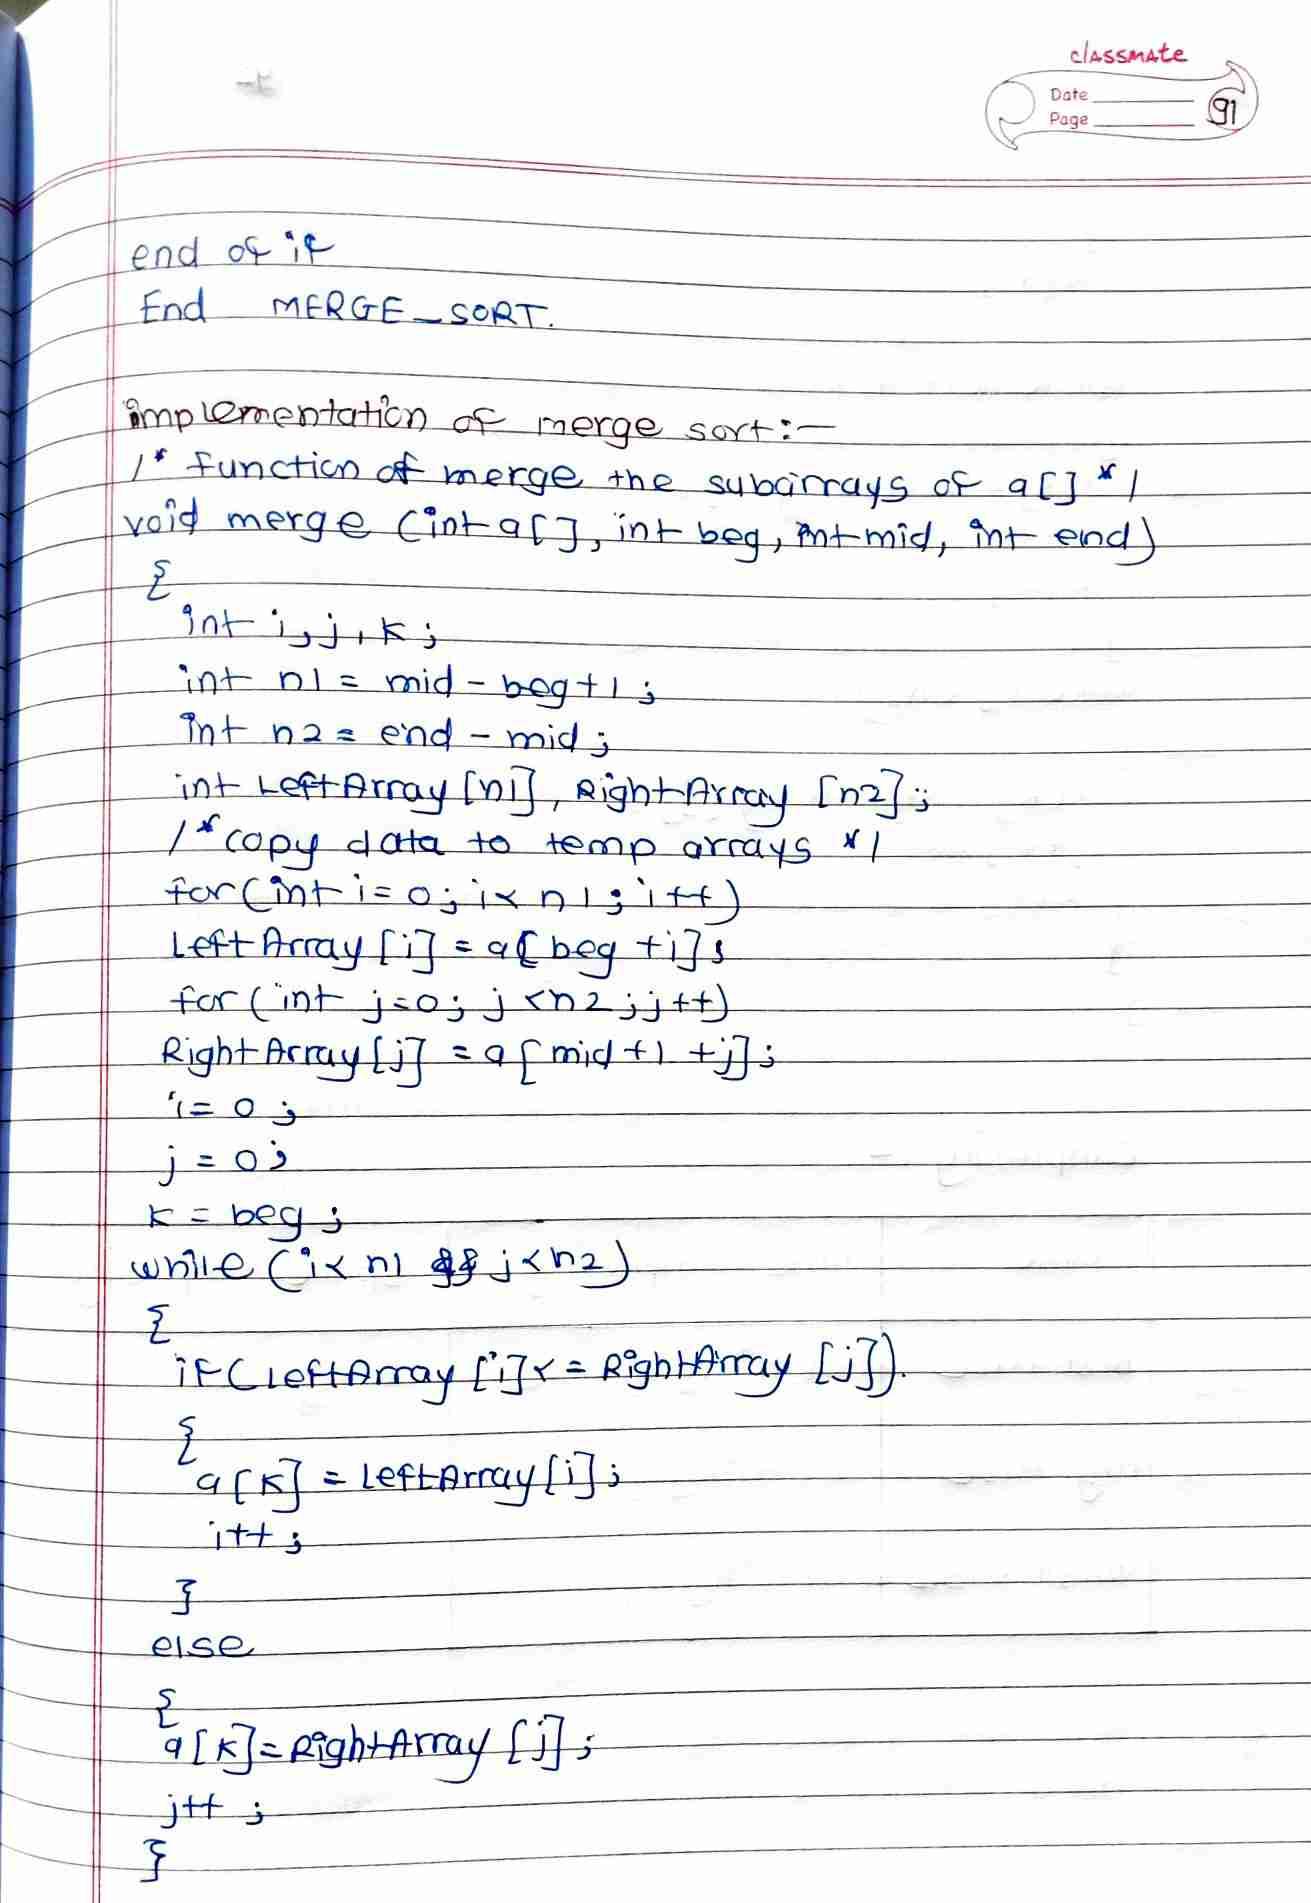 classmate
Date
Page
91
end of if
End MERGE_SORT.
implementation of merge sort:-
/* function of merge the subarrays of a[] */
void merge (int a[], int beg, int mid, int end)
{
int i, j, k;
int n1 = mid - beg+1;
int n2 = end - mid;
int LeftArray [n1], RightArray [n2];
/* copy data to temp arrays */
for(int i= 0; i< n1; i++)
LeftArray [i] = a[beg +i];
for(int j=0; j<n2; j++)
RightArray[j] = a[mid +1 +j];
i= 0;
j = 0;
k = beg;
while (i< n1 && j<n2)
{
if(LeftArray [i]<= RightArray [j]).
{
a[k] = LeftArray[i];
i++;
}
else
{
a[k]=RightArray [j];
j++ ;
}